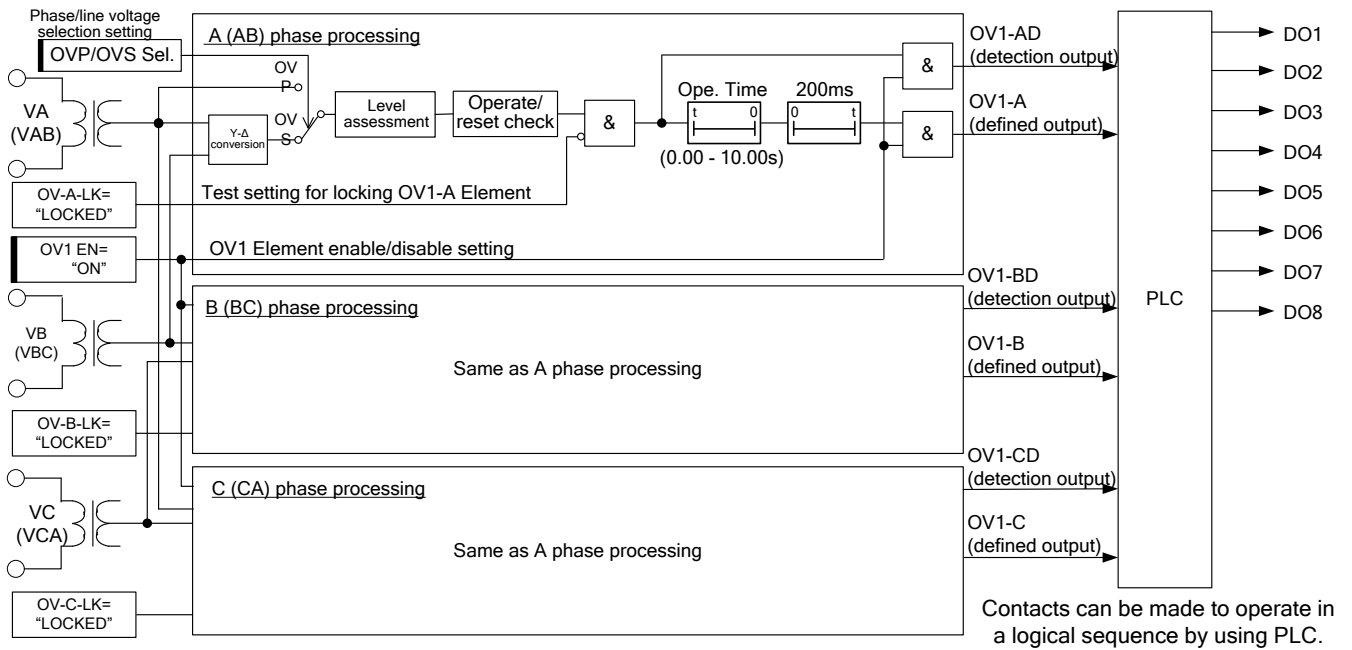 Phase/line voltage
selection setting
OVP/OVS Sel.
A (AB) phase processing
OV
P
OV
S
VA
(VAB)
Y-Δ
conversion
Level
assessment
Operate/
reset check
&
Ope. Time
t 0
(0.00 - 10.00s)
200ms
0 t
&
&
OV1-AD
(detection output)
OV1-A
(defined output)
OV-A-LK=
“LOCKED”
Test setting for locking OV1-A Element
OV1 EN=
“ON”
OV1 Element enable/disable setting
VB
(VBC)
B (BC) phase processing
Same as A phase processing
OV1-BD
(detection output)
OV1-B
(defined output)
OV-B-LK=
“LOCKED”
VC
(VCA)
C (CA) phase processing
Same as A phase processing
OV1-CD
(detection output)
OV1-C
(defined output)
OV-C-LK=
“LOCKED”
PLC
DO1
DO2
DO3
DO4
DO5
DO6
DO7
DO8
Contacts can be made to operate in
a logical sequence by using PLC.